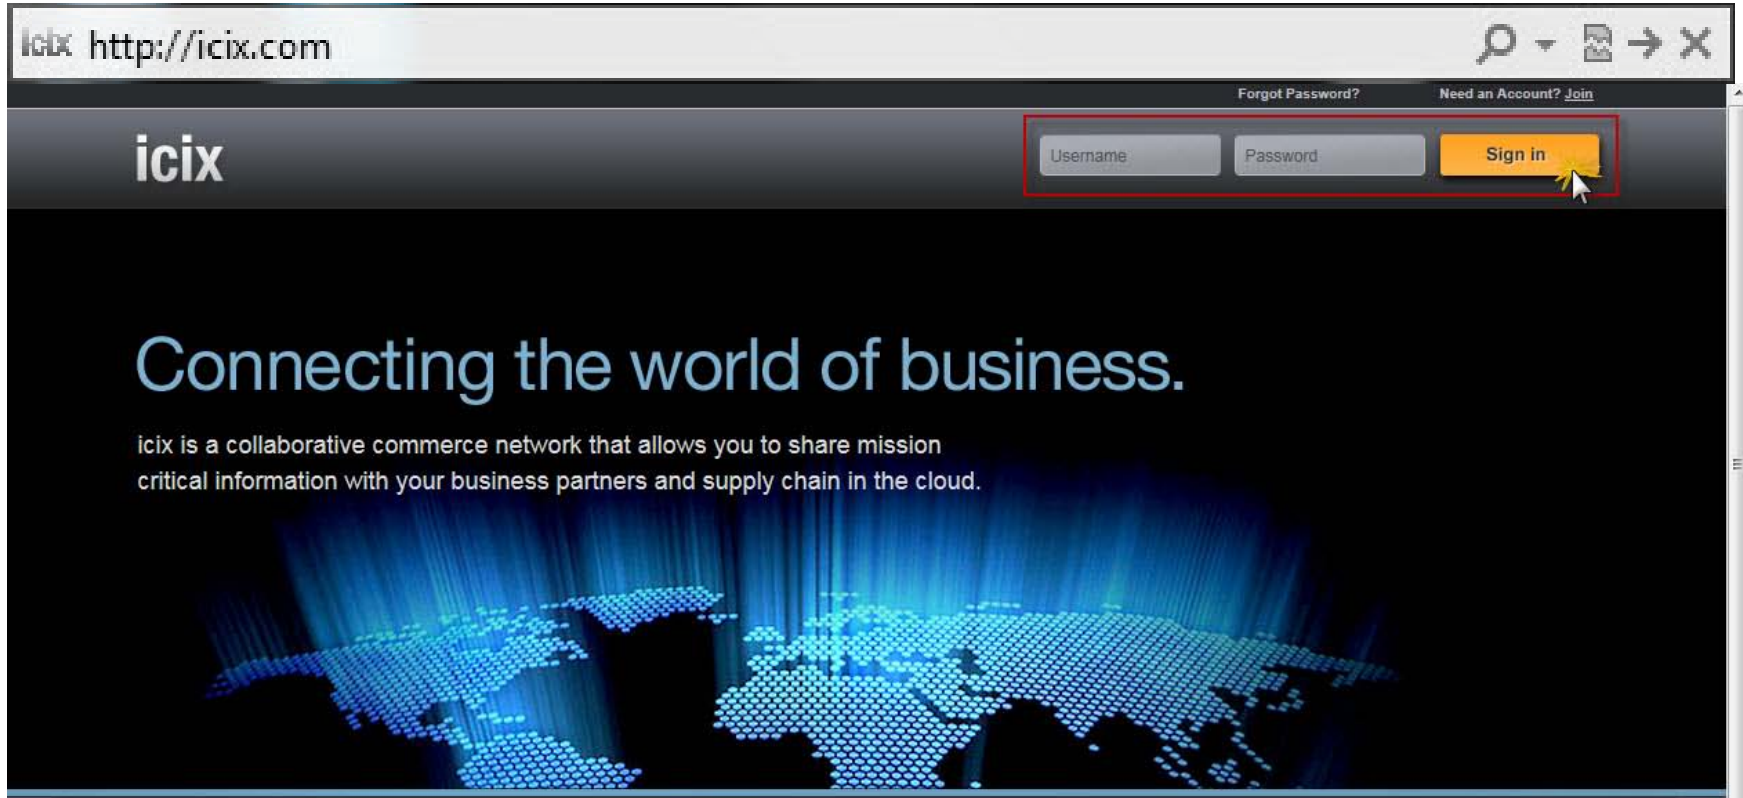 icix http://icix.com
Forgot Password? Need an Account? Join
icix Username Password Sign in
Connecting the world of business.
icix is a collaborative commerce network that allows you to share mission
critical information with your business partners and supply chain in the cloud.